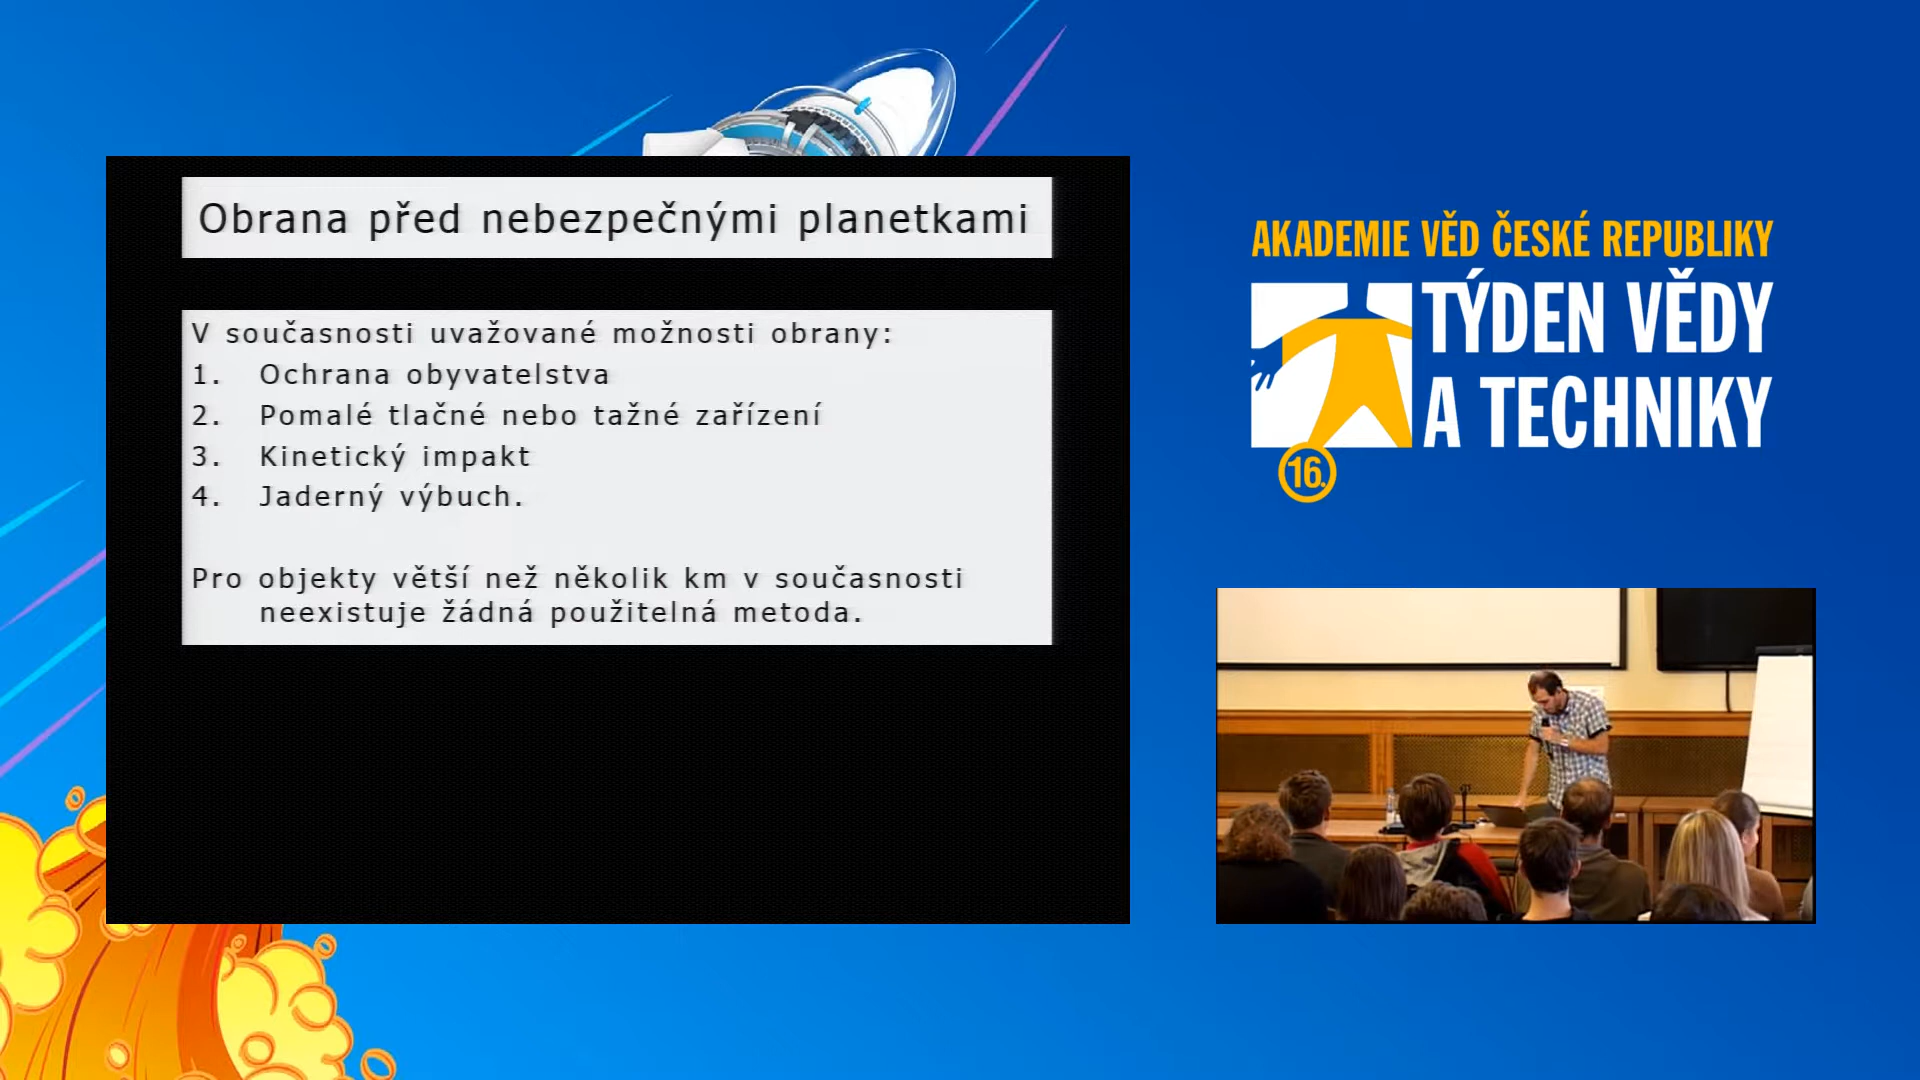 Obrana před nebezpečnými planetkami
V současnosti uvažované možnosti obrany:
1. Ochrana obyvatelstva
2. Pomalé tlačné nebo tažné zařízení
3. Kinetický impakt
4. Jaderný výbuch.
Pro objekty větší než několik km v současnosti
neexistuje žádná použitelná metoda.
AKADEMIE VĚD ČESKÉ REPUBLIKY
TÝDEN VĚDY
A TECHNIKY
16.